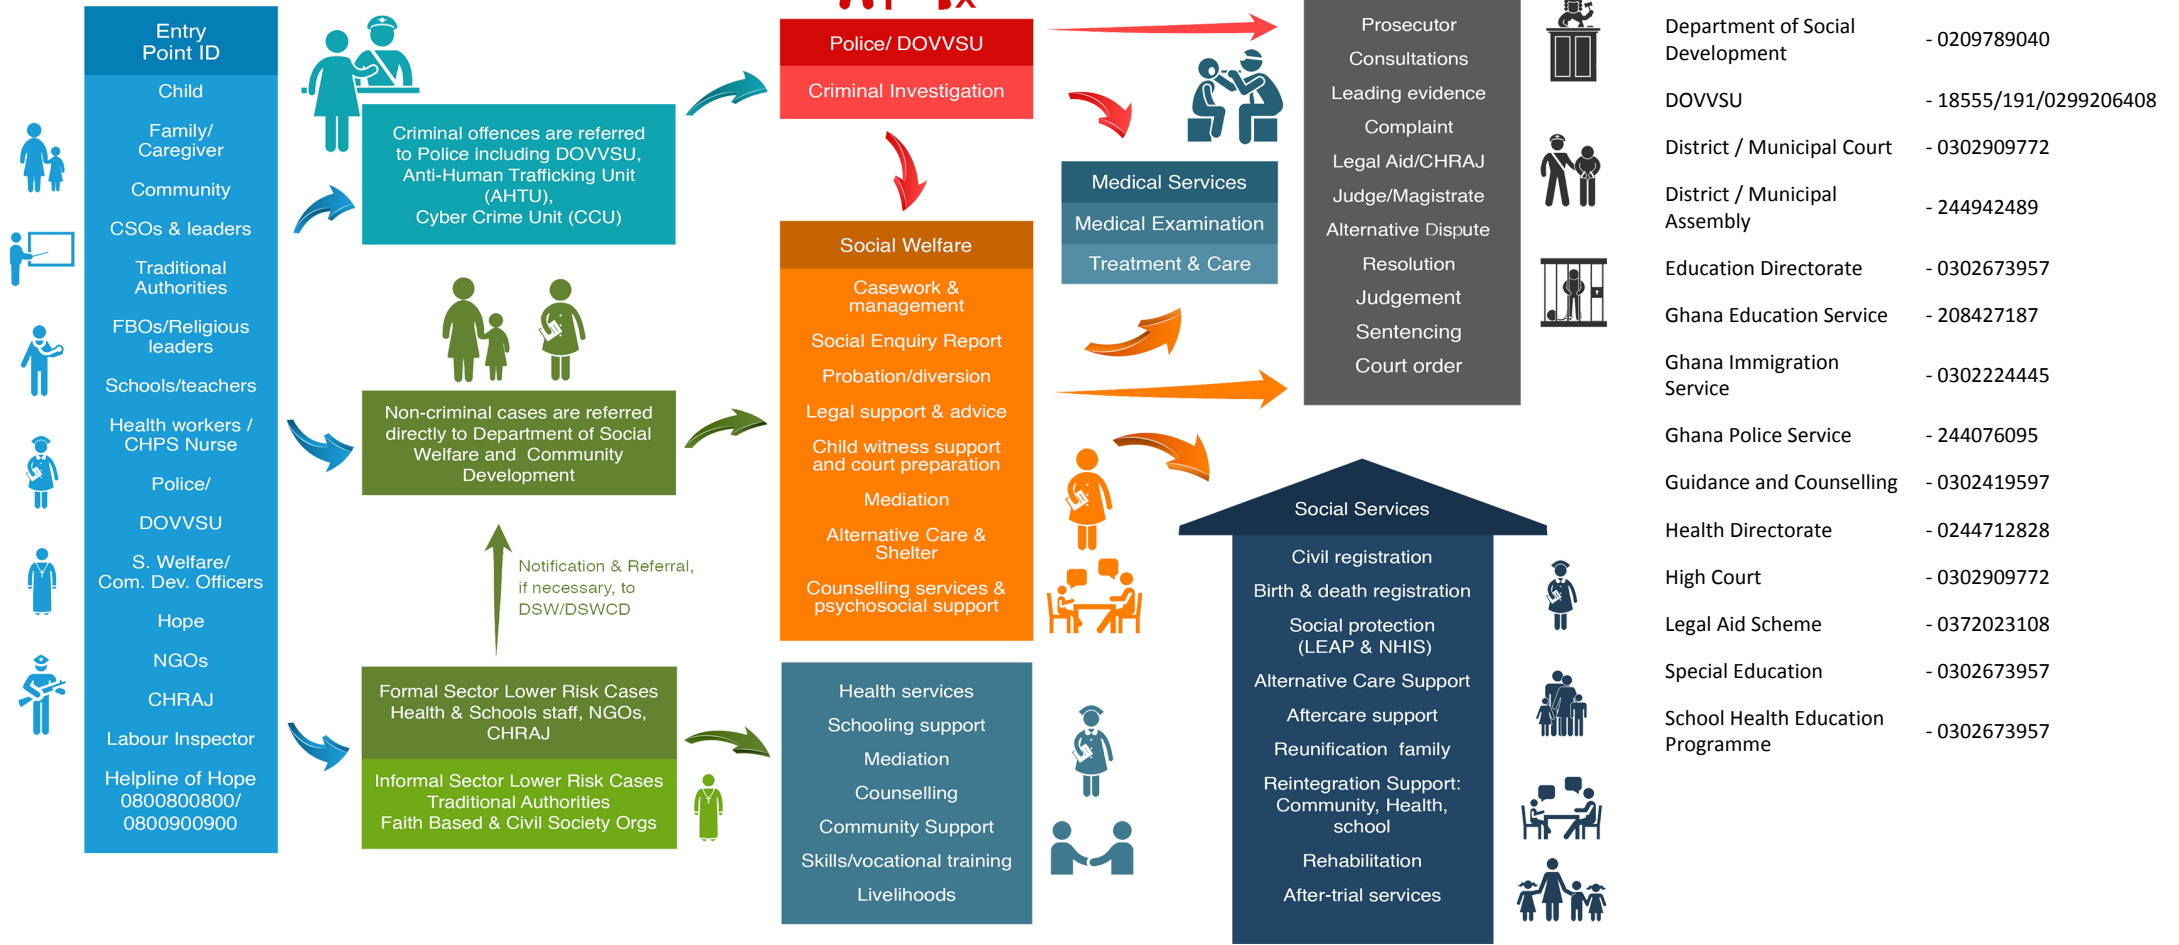 Entry
Point ID
Child
Family/
Caregiver
Community
CSOs & leaders
Traditional
Authorities
FBOs/Religious
leaders
Schools/teachers
Health workers /
CHPS Nurse
Police/
DOVVSU
S. Welfare/
Com. Dev. Officers
Hope
NGOs
CHRAJ
Labour Inspector
Helpline of Hope
0800800800/
0800900900
Criminal offences are referred
to Police including DOVVSU,
Anti-Human Trafficking Unit
(AHTU),
Cyber Crime Unit (CCU)
Non-criminal cases are referred
directly to Department of Social
Welfare and Community
Development
Notification & Referral,
if necessary, to
DSW/DSWCD
Formal Sector Lower Risk Cases
Health & Schools staff, NGOs,
CHRAJ
Informal Sector Lower Risk Cases
Traditional Authorities
Faith Based & Civil Society Orgs
Police/ DOVVSU
Criminal Investigation
Social Welfare
Casework &
management
Social Enquiry Report
Probation/diversion
Legal support & advice
Child witness support
and court preparation
Mediation
Alternative Care &
Shelter
Counselling services &
psychosocial support
Health services
Schooling support
Mediation
Counselling
Community Support
Skills/vocational training
Livelihoods
Medical Services
Medical Examination
Treatment & Care
Prosecutor
Consultations
Leading evidence
Complaint
Legal Aid/CHRAJ
Judge/Magistrate
Alternative Dispute
Resolution
Judgement
Sentencing
Court order
Social Services
Civil registration
Birth & death registration
Social protection
(LEAP & NHIS)
Alternative Care Support
Aftercare support
Reunification family
Reintegration Support:
Community, Health,
school
Rehabilitation
After-trial services
Department of Social
Development - 0209789040
DOVVSU - 18555/191/0299206408
District / Municipal Court - 0302909772
District / Municipal
Assembly - 244942489
Education Directorate - 0302673957
Ghana Education Service - 208427187
Ghana Immigration
Service - 0302224445
Ghana Police Service - 244076095
Guidance and Counselling - 0302419597
Health Directorate - 0244712828
High Court - 0302909772
Legal Aid Scheme - 0372023108
Special Education - 0302673957
School Health Education
Programme - 0302673957